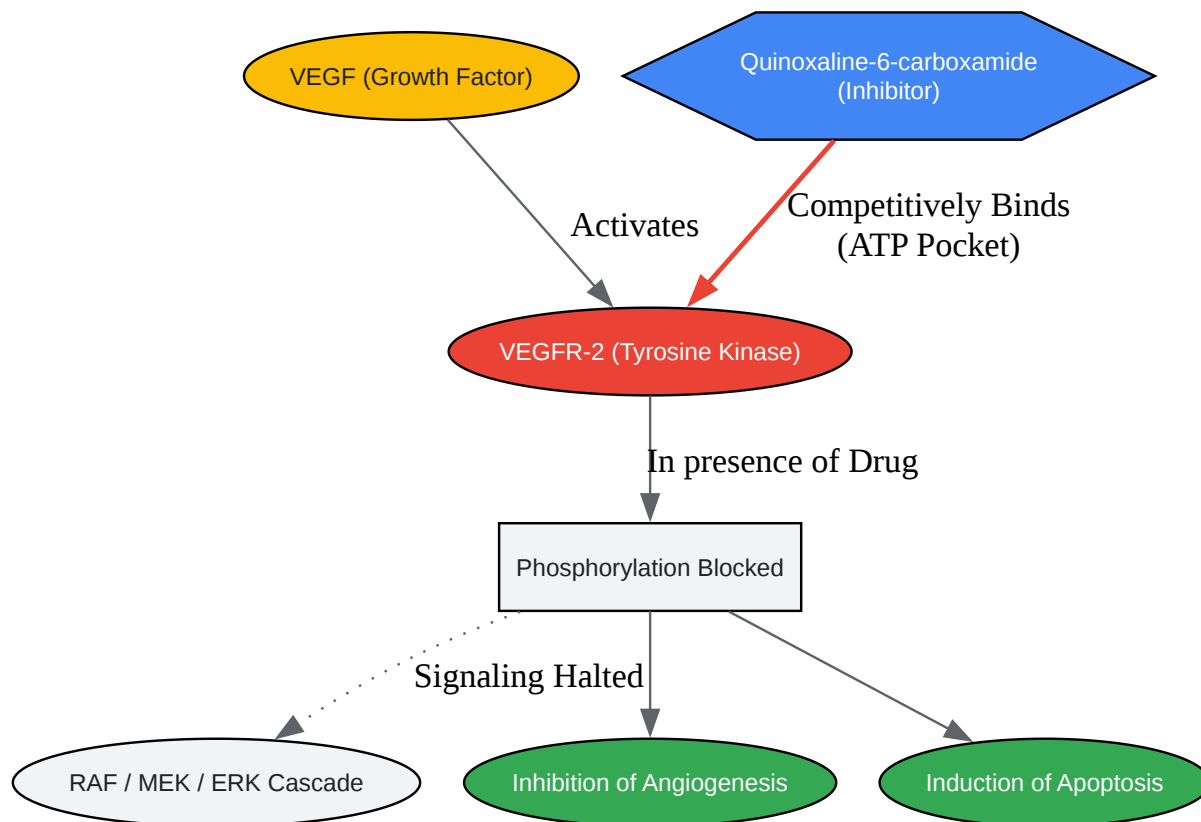 VEGF (Growth Factor)
Quinoxaline-6-carboxamide
(Inhibitor)
Activates
Competitively Binds
(ATP Pocket)
VEGFR-2 (Tyrosine Kinase)
In presence of Drug
Phosphorylation Blocked
Signaling Halted
RAF / MEK / ERK Cascade
Inhibition of Angiogenesis
Induction of Apoptosis